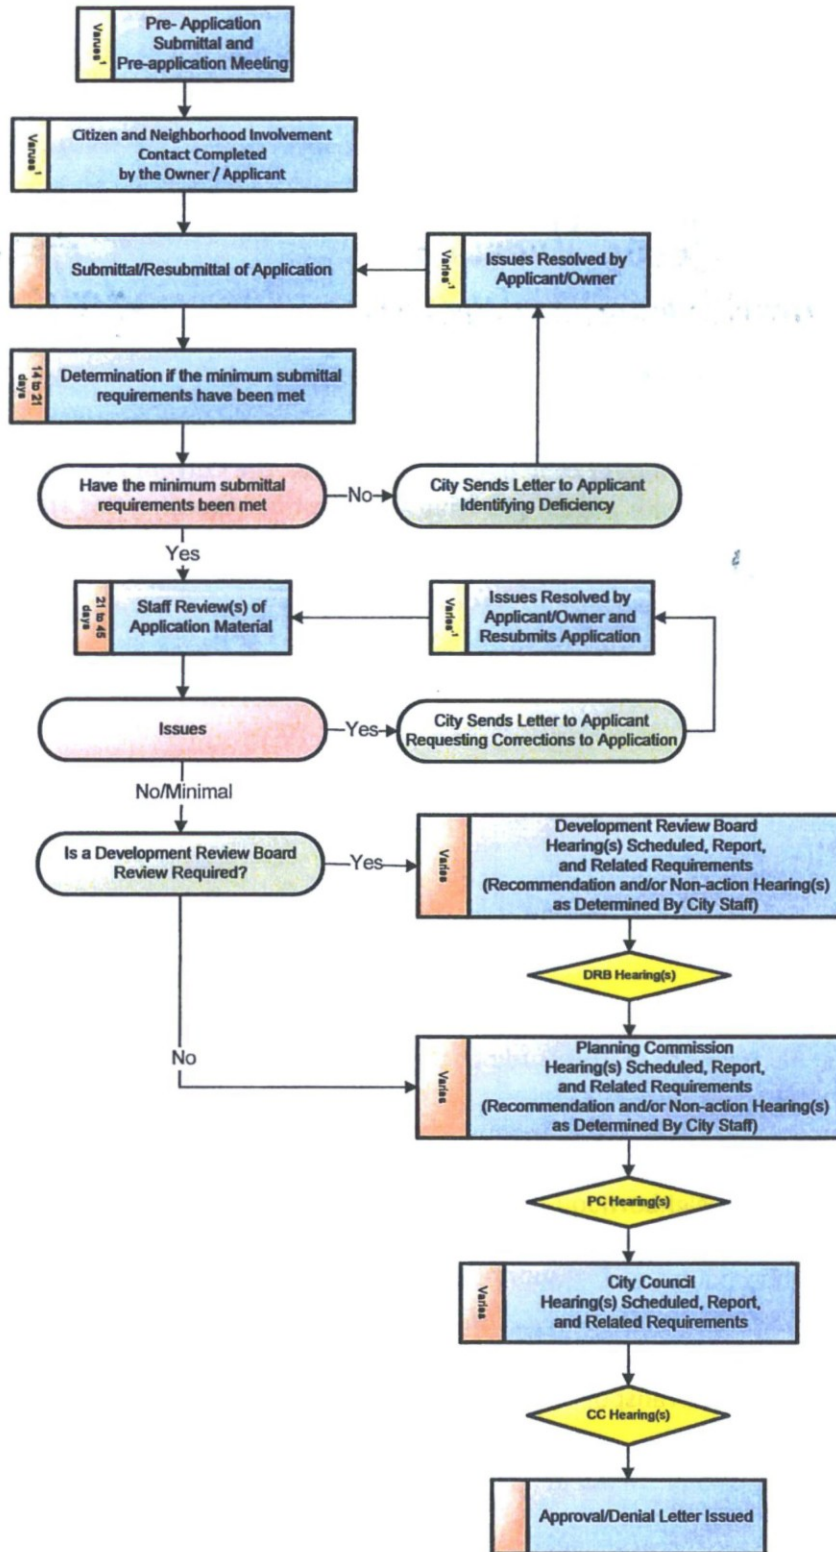 Pre- Application
Submittal and
Pre-application Meeting
Varues¹
Citizen and Neighborhood Involvement
Contact Completed
by the Owner / Applicant
Varues¹
Submittal/Resubmittal of Application
Issues Resolved by
Applicant/Owner
Varies-¹
14 to 21
days
Determination if the minimum submittal
requirements have been met
Have the minimum submittal
requirements been met
No
City Sends Letter to Applicant
Identifying Deficiency
Yes
21 to 45
days
Staff Review(s) of
Application Material
Varies-¹
Issues Resolved by
Applicant/Owner and
Resubmits Application
Issues
Yes
City Sends Letter to Applicant
Requesting Corrections to Application
No/Minimal
Is a Development Review Board
Review Required?
Yes
Varies
Development Review Board
Hearing(s) Scheduled, Report,
and Related Requirements
(Recommendation and/or Non-action Hearing(s)
as Determined By City Staff)
DRB Hearing(s)
No
Varies
Planning Commission
Hearing(s) Scheduled, Report,
and Related Requirements
(Recommendation and/or Non-action Hearing(s)
as Determined By City Staff)
PC Hearing(s)
Varies
City Council
Hearing(s) Scheduled, Report,
and Related Requirements
CC Hearing(s)
Approval/Denial Letter Issued